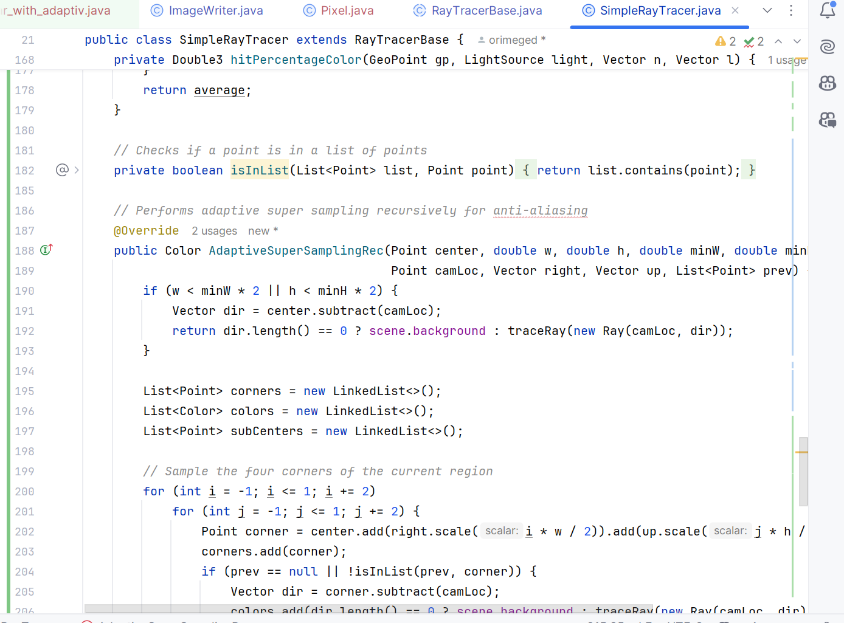 r_with_adaptiv.java ImageWriter.java Pixel.java RayTracerBase.java SimpleRayTracer.java
21 public class SimpleRayTracer extends RayTracerBase { orimeged * 2 2
168 private Double3 hitPercentageColor(GeoPoint gp, LightSource light, Vector n, Vector l) { 1 usage
177 }
178 return average;
179 }
180
181 // Checks if a point is in a list of points
182 @ private boolean isInList(List<Point> list, Point point) { return list.contains(point); }
185
186 // Performs adaptive super sampling recursively for anti-aliasing
187 @Override 2 usages new *
188 public Color AdaptiveSuperSamplingRec(Point center, double w, double h, double minW, double min
189 Point camLoc, Vector right, Vector up, List<Point> prev)
190 if (w < minW * 2 || h < minH * 2) {
191 Vector dir = center.subtract(camLoc);
192 return dir.length() == 0 ? scene.background : traceRay(new Ray(camLoc, dir));
193 }
194
195 List<Point> corners = new LinkedList<>();
196 List<Color> colors = new LinkedList<>();
197 List<Point> subCenters = new LinkedList<>();
198
199 // Sample the four corners of the current region
200 for (int i = -1; i <= 1; i += 2)
201 for (int j = -1; j <= 1; j += 2) {
202 Point corner = center.add(right.scale( scalar: i * w / 2)).add(up.scale( scalar: j * h /
203 corners.add(corner);
204 if (prev == null || !isInList(prev, corner)) {
205 Vector dir = corner.subtract(camLoc);
206 colors.add(dir.length() == 0 ? scene.background : traceRay(new Ray(camLoc, dir)